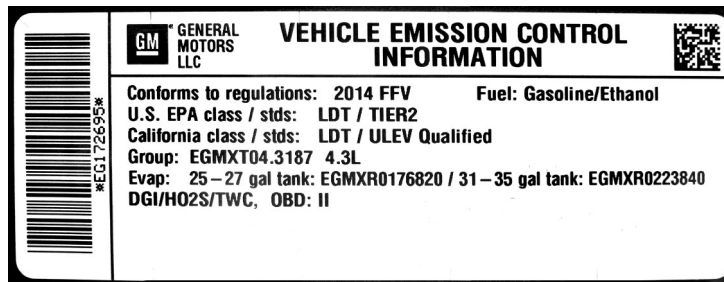 *EG172695*
GM
GENERAL
MOTORS
LLC
VEHICLE EMISSION CONTROL
INFORMATION
Conforms to regulations: 2014 FFV Fuel: Gasoline/Ethanol
U.S. EPA class / stds: LDT / TIER2
California class / stds: LDT / ULEV Qualified
Group: EGMXT04.3187 4.3L
Evap: 25–27 gal tank: EGMXR0176820 / 31–35 gal tank: EGMXR0223840
DGI/HO2S/TWC, OBD: II